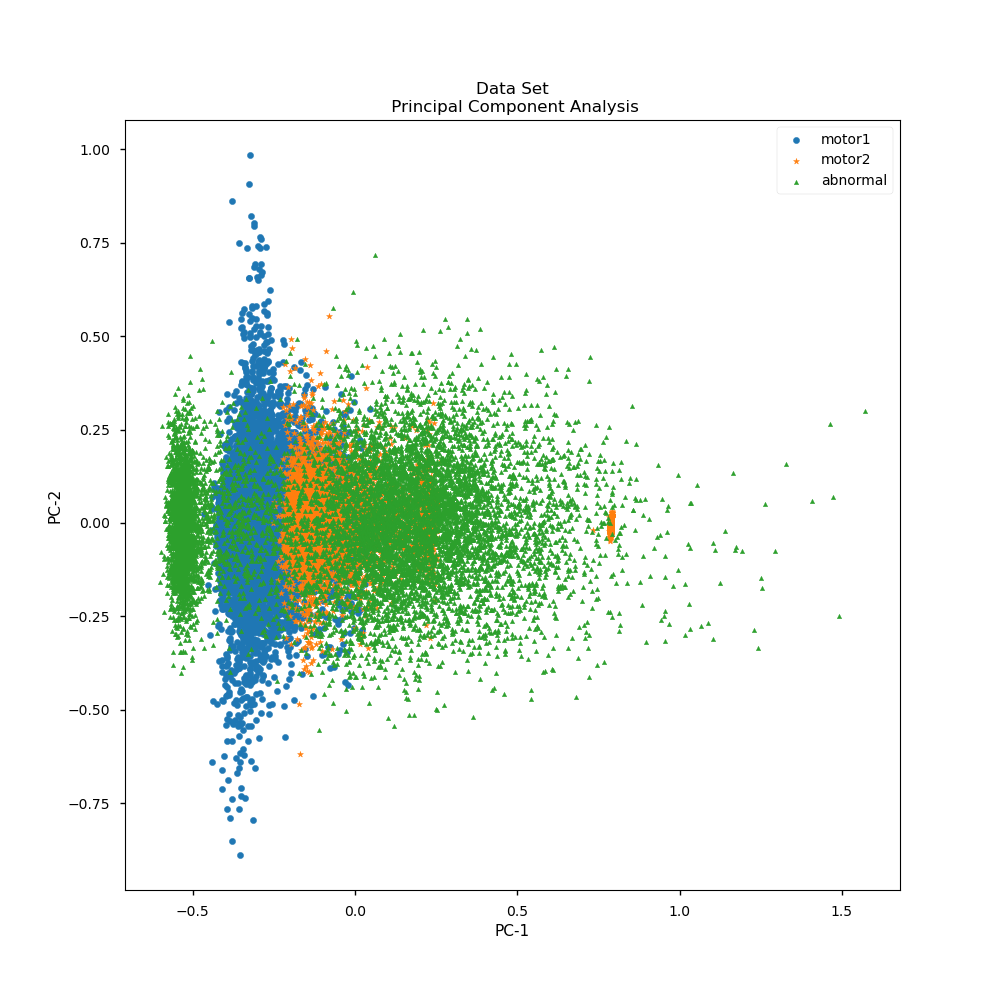 Data Set
Principal Component Analysis
motor1
motor2
abnormal
1.00
0.75
0.50
0.25
0.00
−0.25
−0.50
−0.75
PC-2
−0.5
0.0
0.5
1.0
1.5
PC-1